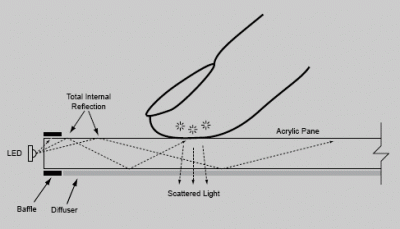 Total Internal
Reflection
Acrylic Pane
LED
Scattered Light
Baffle
Diffuser